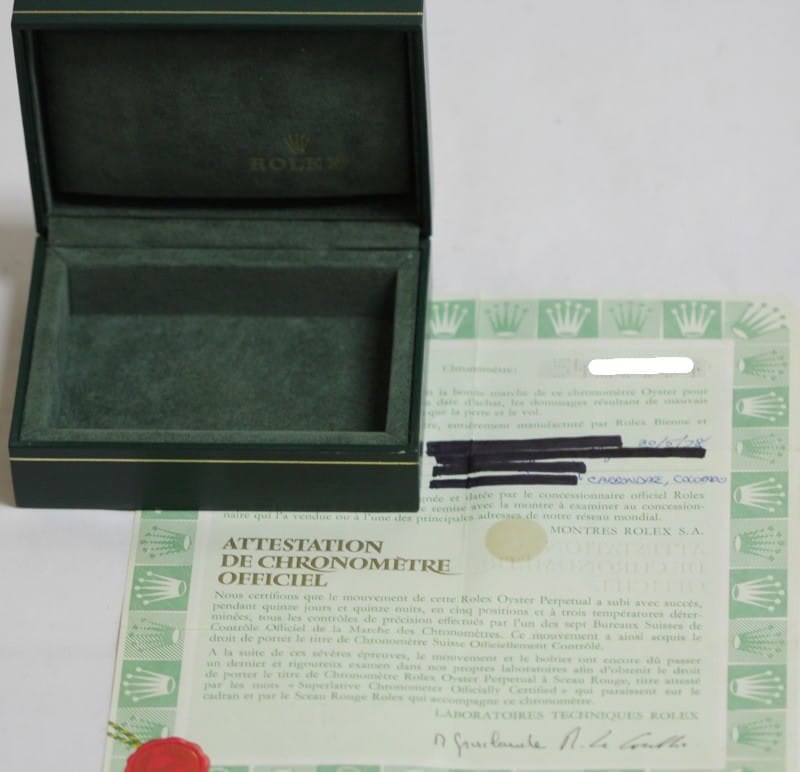 ROLEX
Chronomètre:
la bonne marche de ce chronomètre Oyster pour
date d'achat, les dommages résultant de mauvais
que la perte et le vol.
entièrement manufacturé par Rolex Bienne et
30/5/78
CARBONDALE, COLORADO
et datée par le concessionnaire officiel Rolex
remise avec la montre à examiner au concession-
naire qui l'a vendue ou à l'une des principales adresses de notre réseau mondial.
MONTRES ROLEX S.A.
ATTESTATION
DE CHRONOMÈTRE
OFFICIEL
Nous certifions que le mouvement de cette Rolex Oyster Perpetual a subi avec succès,
pendant quinze jours et quinze nuits, en cinq positions et à trois températures déter-
minées, tous les contrôles de précision effectués par l'un des sept Bureaux Suisses de
Contrôle Officiel de la Marche des Chronomètres. Ce mouvement a ainsi acquis le
droit de porter le titre de Chronomètre Suisse Officiellement Contrôlé.
A la suite de ces sévères épreuves, le mouvement et le boîtier ont encore dû passer
un dernier et rigoureux examen dans nos propres laboratoires afin d'obtenir le droit
de porter le titre de Chronomètre Rolex Oyster Perpetual à Sceau Rouge, titre attesté
par les mots « Superlative Chronometer Officially Certified » qui paraissent sur le
cadran et par le Sceau Rouge Rolex qui accompagne ce chronomètre.
LABORATOIRES TECHNIQUES ROLEX